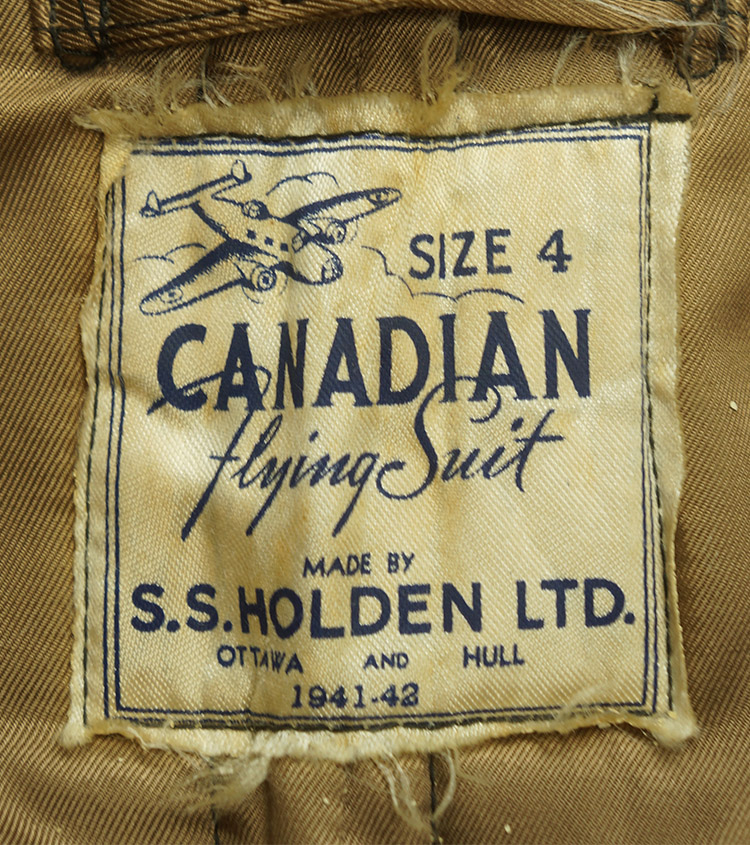 SIZE 4
CANADIAN
flying Suit
MADE BY
S.S. HOLDEN LTD.
OTTAWA AND HULL
1941-42